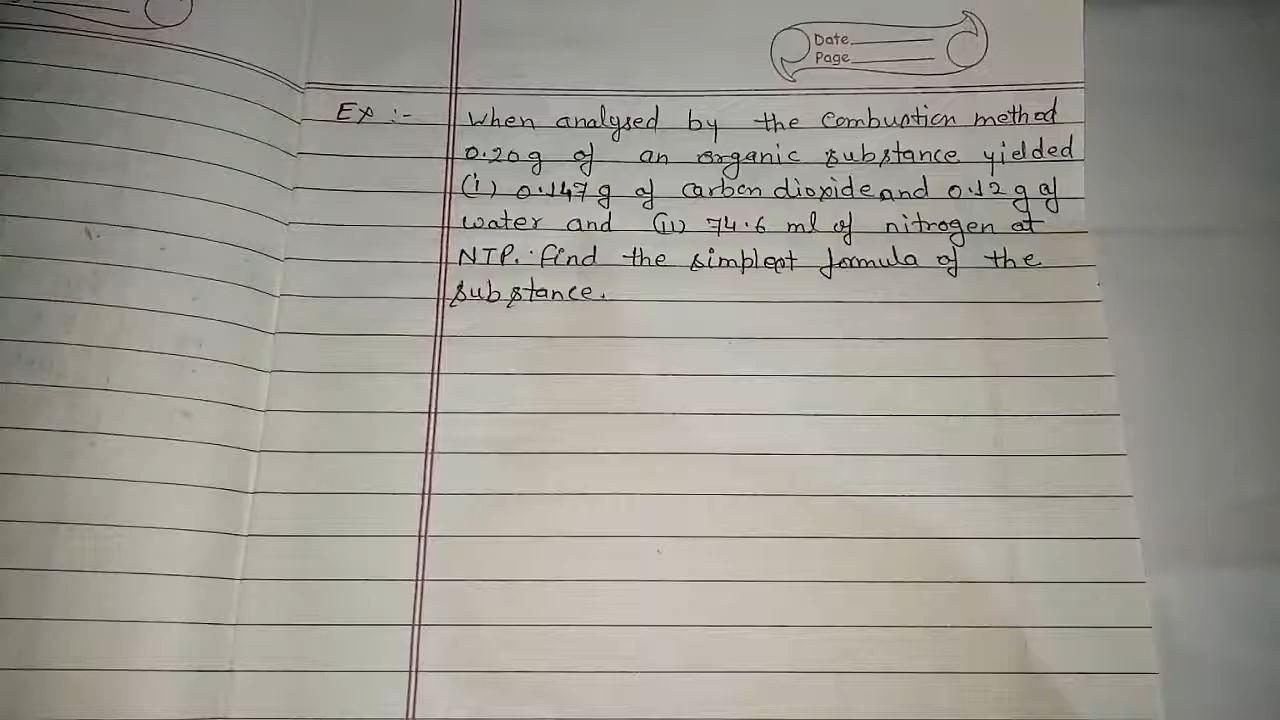 Date
Page
Ex :- When analysed by the combustion method
0.20g of an organic substance yielded
(i) 0.147g of carbon dioxide and 0.12 g of
water and (ii) 74.6 ml of nitrogen at
NTP. find the simplest formula of the
substance.